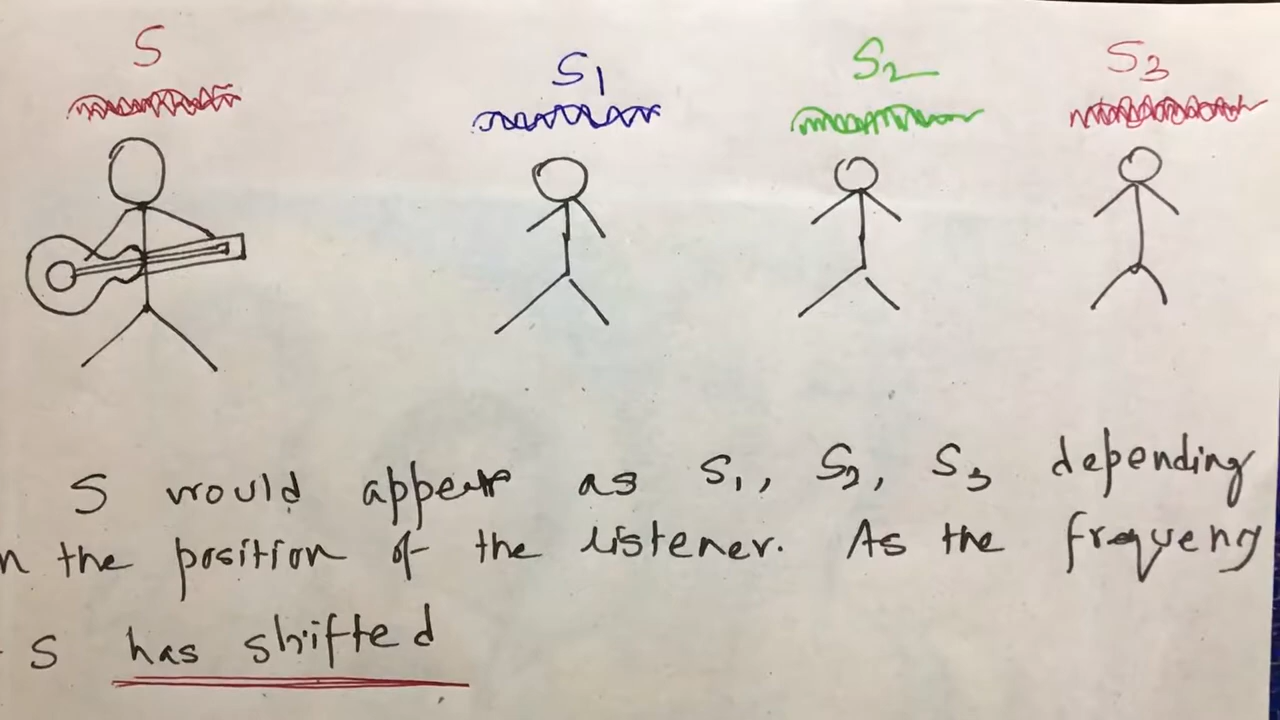 S S1 S2 S3
S would appear as S1, S2, S3 depending
n the position of the listener. As the frequency
S has shifted